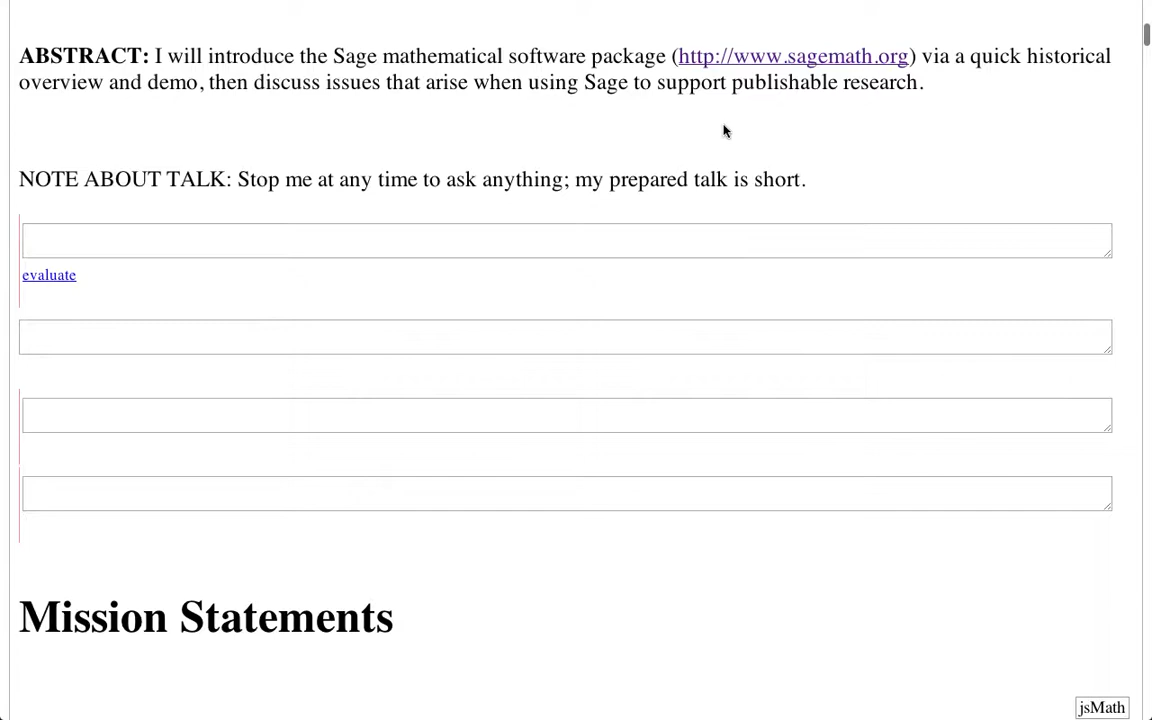 ABSTRACT: I will introduce the Sage mathematical software package (http://www.sagemath.org) via a quick historical
overview and demo, then discuss issues that arise when using Sage to support publishable research.
NOTE ABOUT TALK: Stop me at any time to ask anything; my prepared talk is short.
evaluate
Mission Statements
jsMath